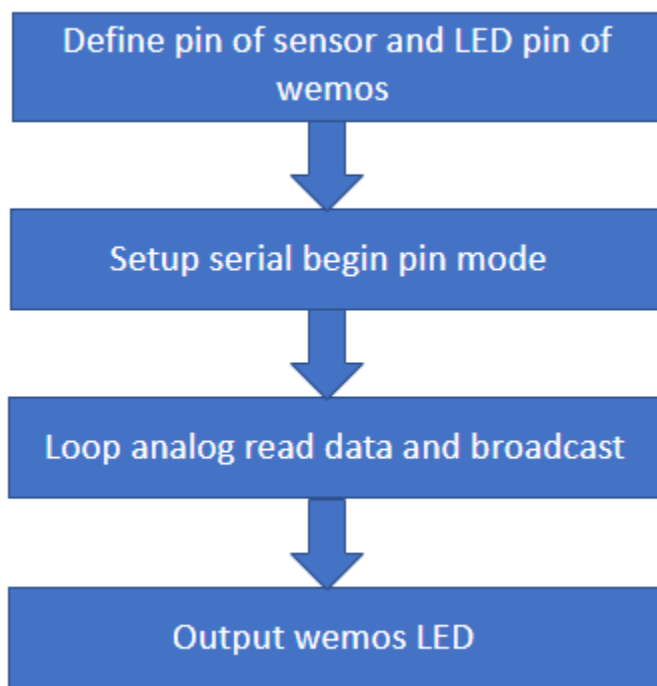 Define pin of sensor and LED pin of
wemos
Setup serial begin pin mode
Loop analog read data and broadcast
Output wemos LED